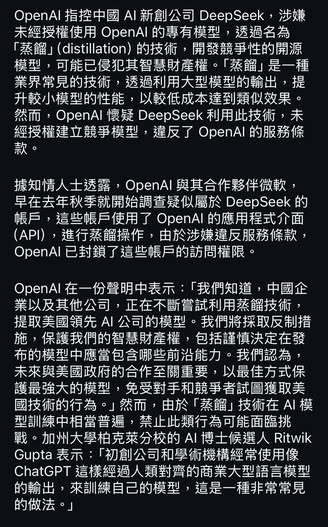 OpenAI 指控中國 AI 新創公司 DeepSeek，涉嫌
未經授權使用 OpenAI 的專有模型，透過名為
「蒸餾」(distillation) 的技術，開發競爭性的開源
模型，可能已侵犯其智慧財產權。「蒸餾」是一種
業界常見的技術，透過利用大型模型的輸出，提
升較小模型的性能，以較低成本達到類似效果。
然而，OpenAI 懷疑 DeepSeek 利用此技術，未
經授權建立競爭模型，違反了 OpenAI 的服務條
款。
據知情人士透露，OpenAI 與其合作夥伴微軟，
早在去年秋季就開始調查疑似屬於 DeepSeek 的
帳戶，這些帳戶使用了 OpenAI 的應用程式介面
(API)，進行蒸餾操作，由於涉嫌違反服務條款，
OpenAI 已封鎖了這些帳戶的訪問權限。
OpenAI 在一份聲明中表示：「我們知道，中國企
業以及其他公司，正在不斷嘗試利用蒸餾技術，
提取美國領先 AI 公司的模型。我們將採取反制措
施，保護我們的智慧財產權，包括謹慎決定在發
布的模型中應當包含哪些前沿能力。我們認為，
未來與美國政府的合作至關重要，以最佳方式保
護最強大的模型，免受對手和競爭者試圖獲取美
國技術的行為。」然而，由於「蒸餾」技術在 AI 模
型訓練中相當普遍，禁止此類行為可能面臨挑
戰。加州大學柏克萊分校的 AI 博士候選人 Ritwik
Gupta 表示：「初創公司和學術機構經常使用像
ChatGPT 這樣經過人類對齊的商業大型語言模型
的輸出，來訓練自己的模型，這是一種非常常見
的做法。」